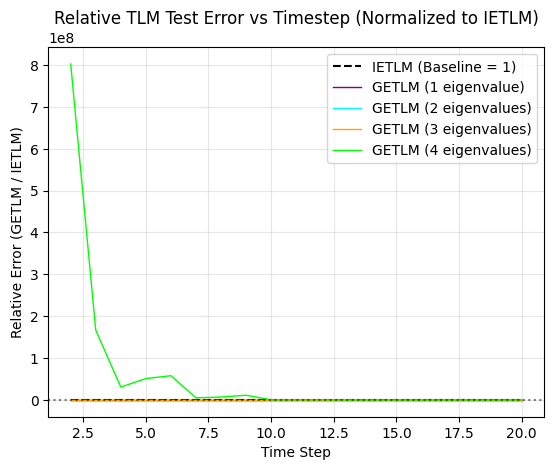 Relative TLM Test Error vs Timestep (Normalized to IETLM)
1e8
8
7
6
5
4
3
2
1
0
Relative Error (GETLM / IETLM)
IETLM (Baseline = 1)
GETLM (1 eigenvalue)
GETLM (2 eigenvalues)
GETLM (3 eigenvalues)
GETLM (4 eigenvalues)
2.5 5.0 7.5 10.0 12.5 15.0 17.5 20.0
Time Step